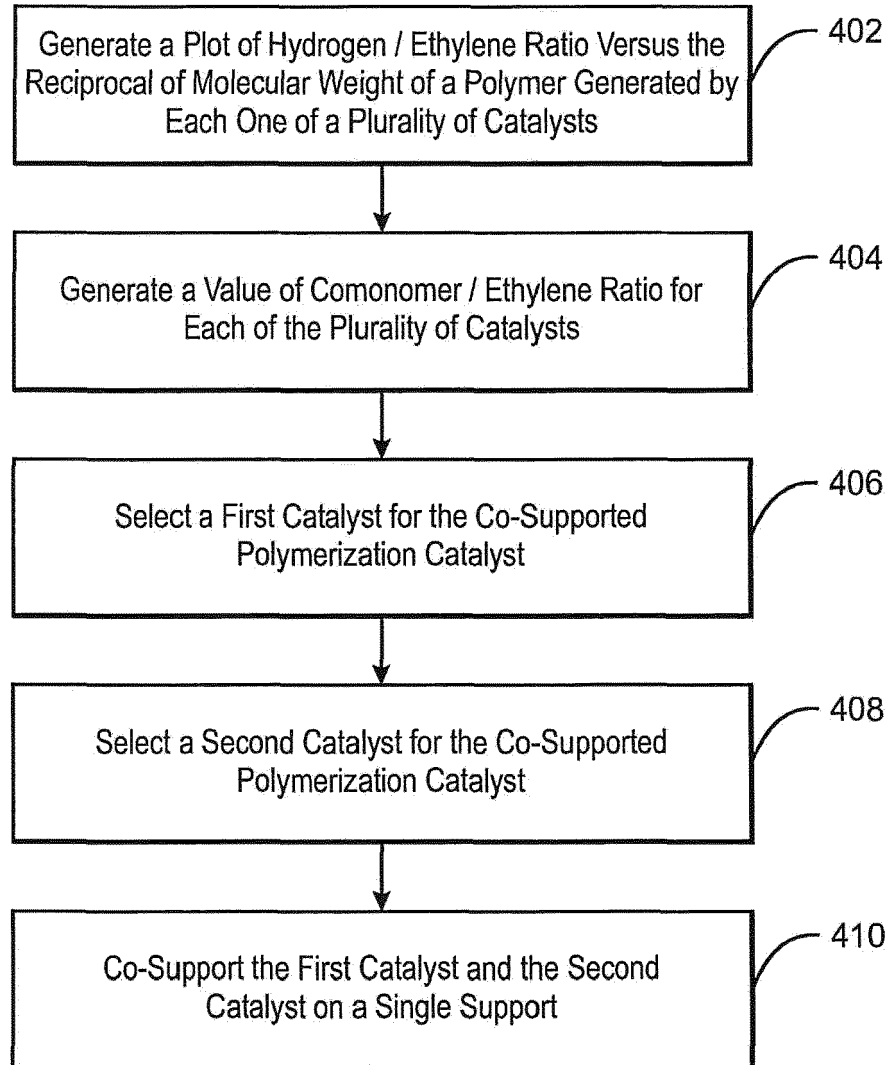 Generate a Plot of Hydrogen / Ethylene Ratio Versus the
Reciprocal of Molecular Weight of a Polymer Generated by
Each One of a Plurality of Catalysts
402
Generate a Value of Comonomer / Ethylene Ratio for
Each of the Plurality of Catalysts
404
Select a First Catalyst for the Co-Supported
Polymerization Catalyst
406
Select a Second Catalyst for the Co-Supported
Polymerization Catalyst
408
Co-Support the First Catalyst and the Second
Catalyst on a Single Support
410